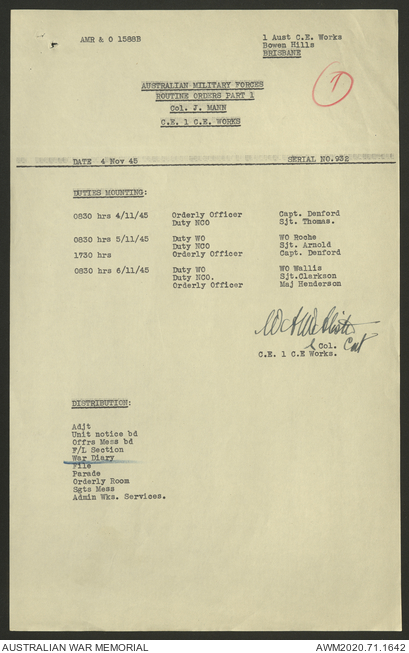 AMR & O 1588B
1 Aust C.E. Works
Bowen Hills
BRISBANE
1
AUSTRALIAN MILITARY FORCES
ROUTINE ORDERS PART 1
Col. J. MANN
C.E. 1 C.E. WORKS
DATE 4 Nov 45 SERIAL NO.932
DUTIES MOUNTING:
0830 hrs 4/11/45 Orderly Officer Capt. Denford
Duty NCO Sjt. Thomas.
0830 hrs 5/11/45 Duty WO WO Roche
Duty NCO Sjt. Arnold
1730 hrs Orderly Officer Capt. Denford
0830 hrs 6/11/45 Duty WO WO Wallis
Duty NCO. Sjt.Clarkson
Orderly Officer Maj Henderson
Col. Capt
C.E. 1 C.E Works.
DISTRIBUTION:
Adjt
Unit notice bd
Offrs Mess bd
F/L Section
War Diary
File
Parade
Orderly Room
Sgts Mess
Admin Wks. Services.
AUSTRALIAN WAR MEMORIAL AWM2020.71.1642